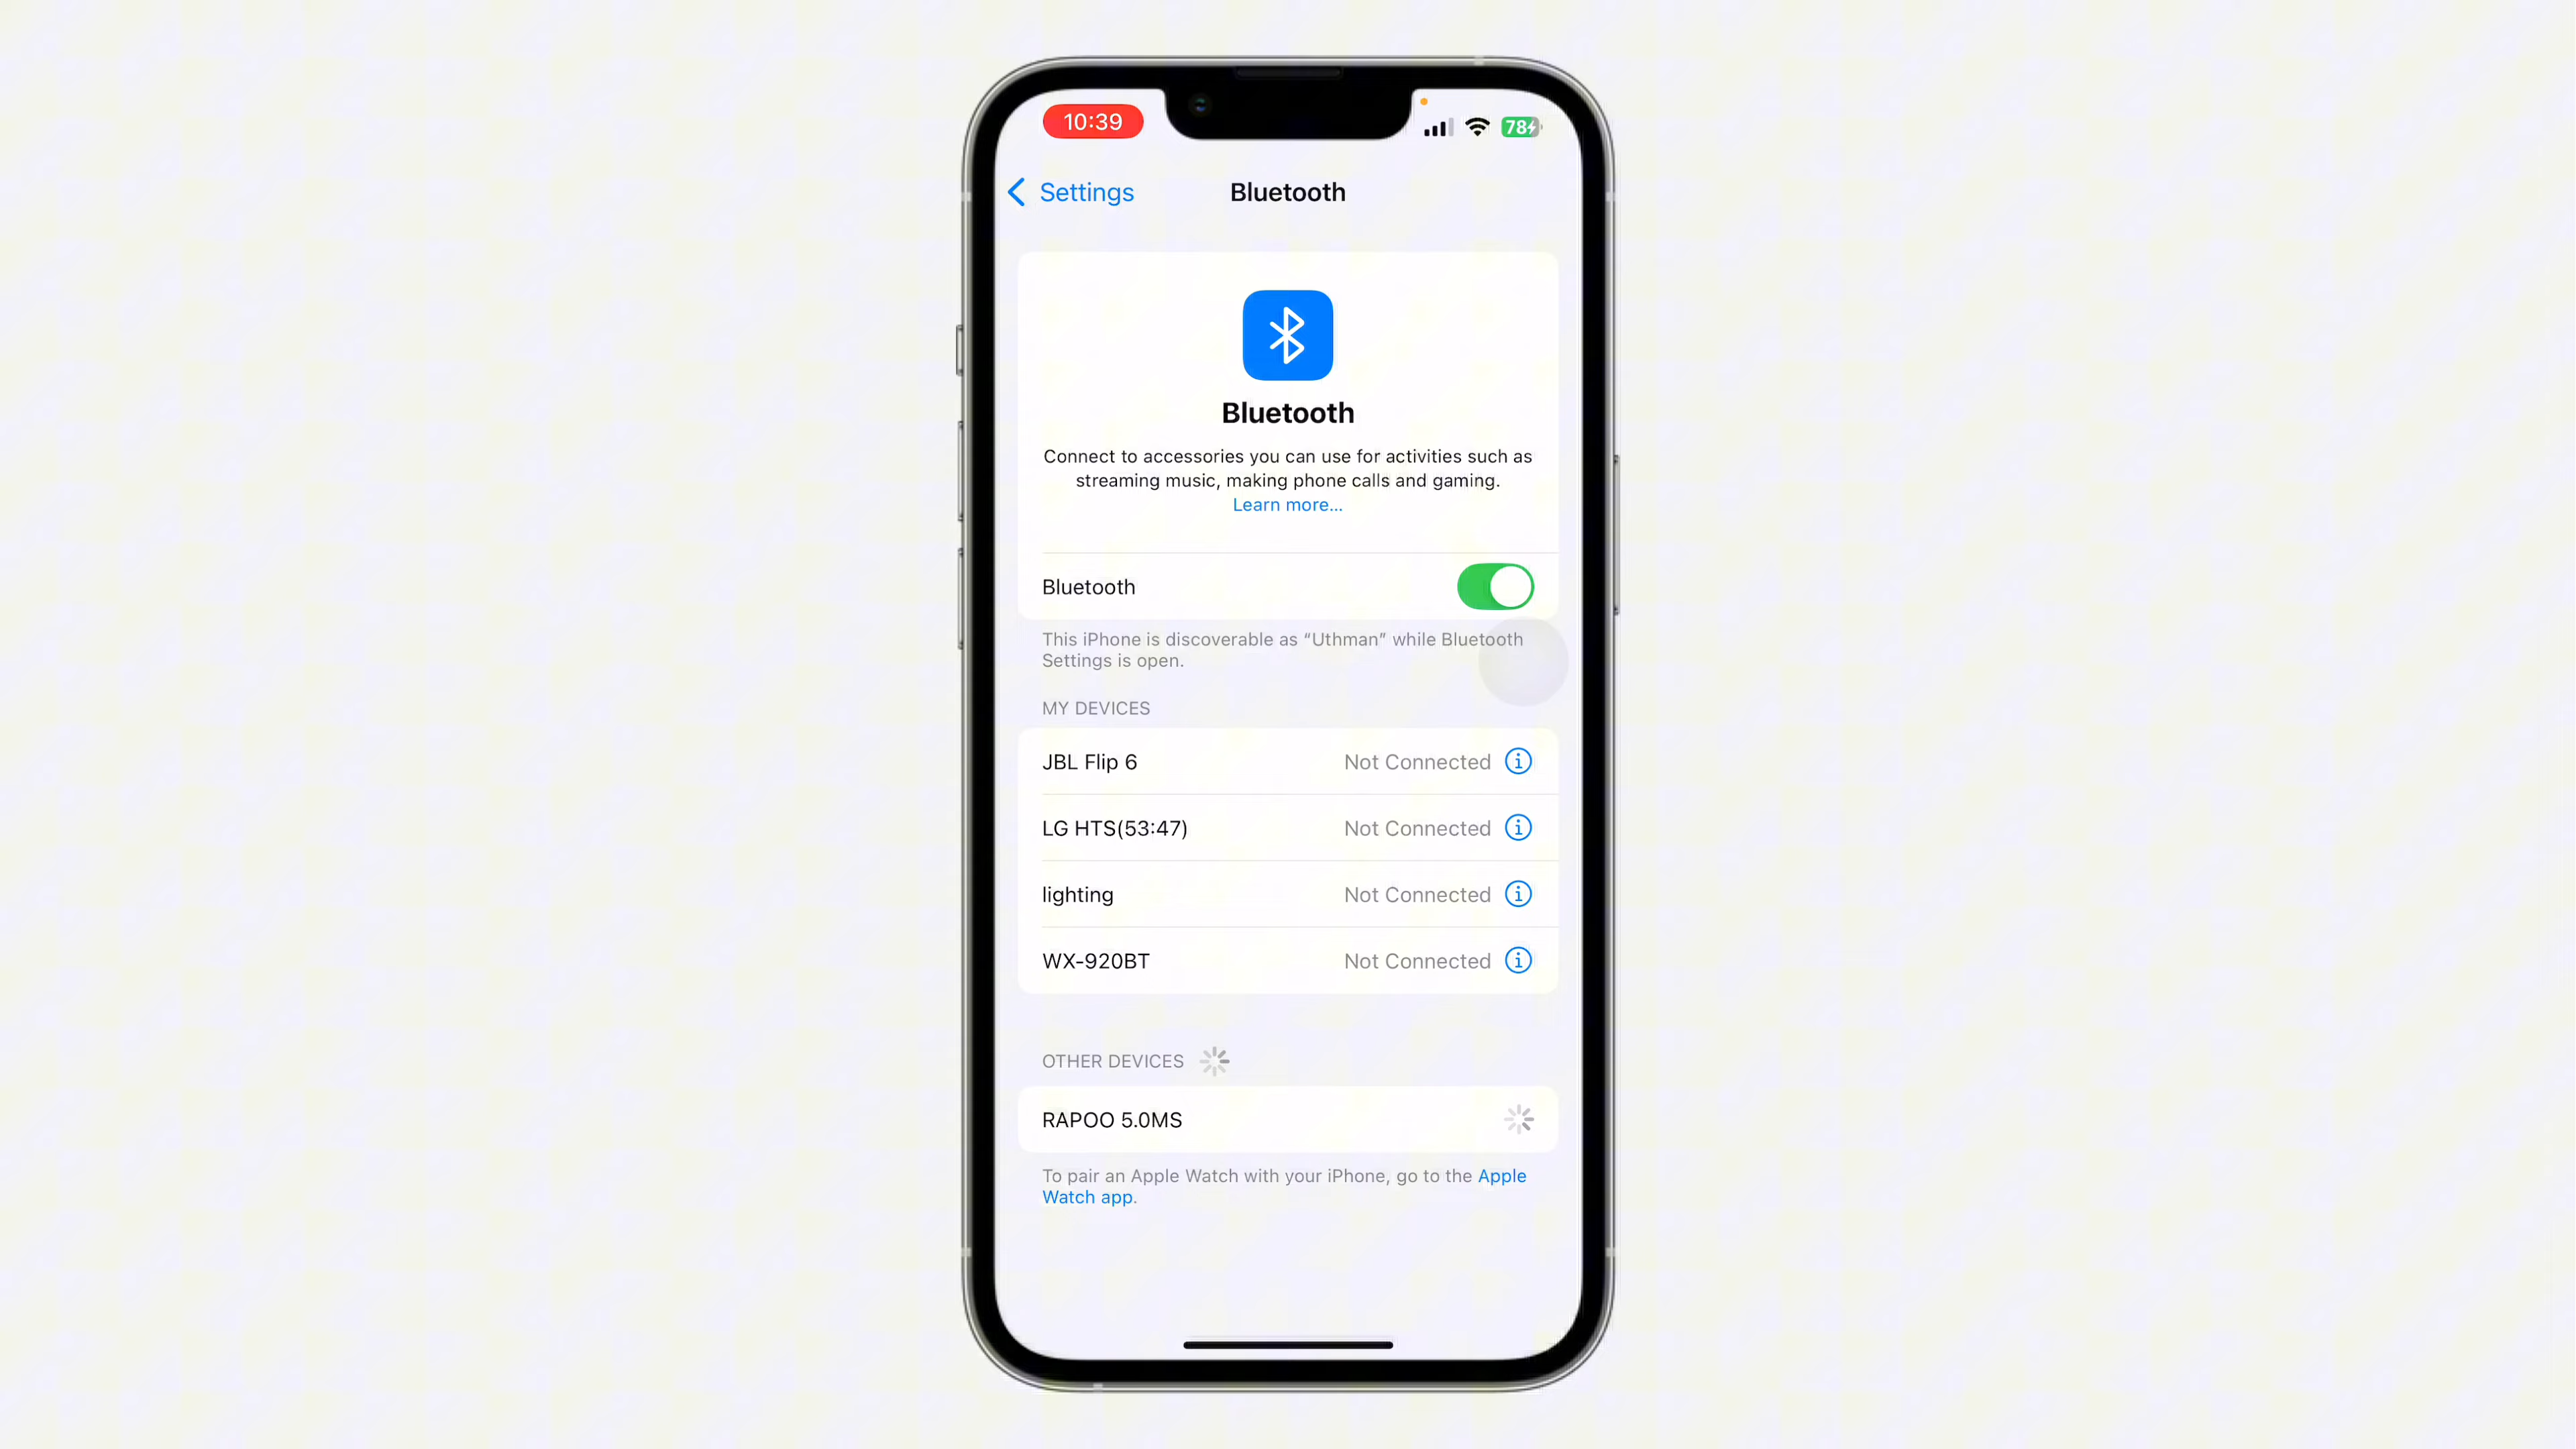 10:39
78
Settings
Bluetooth
Bluetooth
Connect to accessories you can use for activities such as
streaming music, making phone calls and gaming.
Learn more...
Bluetooth
This iPhone is discoverable as “Uthman” while Bluetooth
Settings is open.
MY DEVICES
JBL Flip 6 Not Connected
LG HTS(53:47) Not Connected
lighting Not Connected
WX-920BT Not Connected
OTHER DEVICES
RAPOO 5.0MS
To pair an Apple Watch with your iPhone, go to the Apple
Watch app.